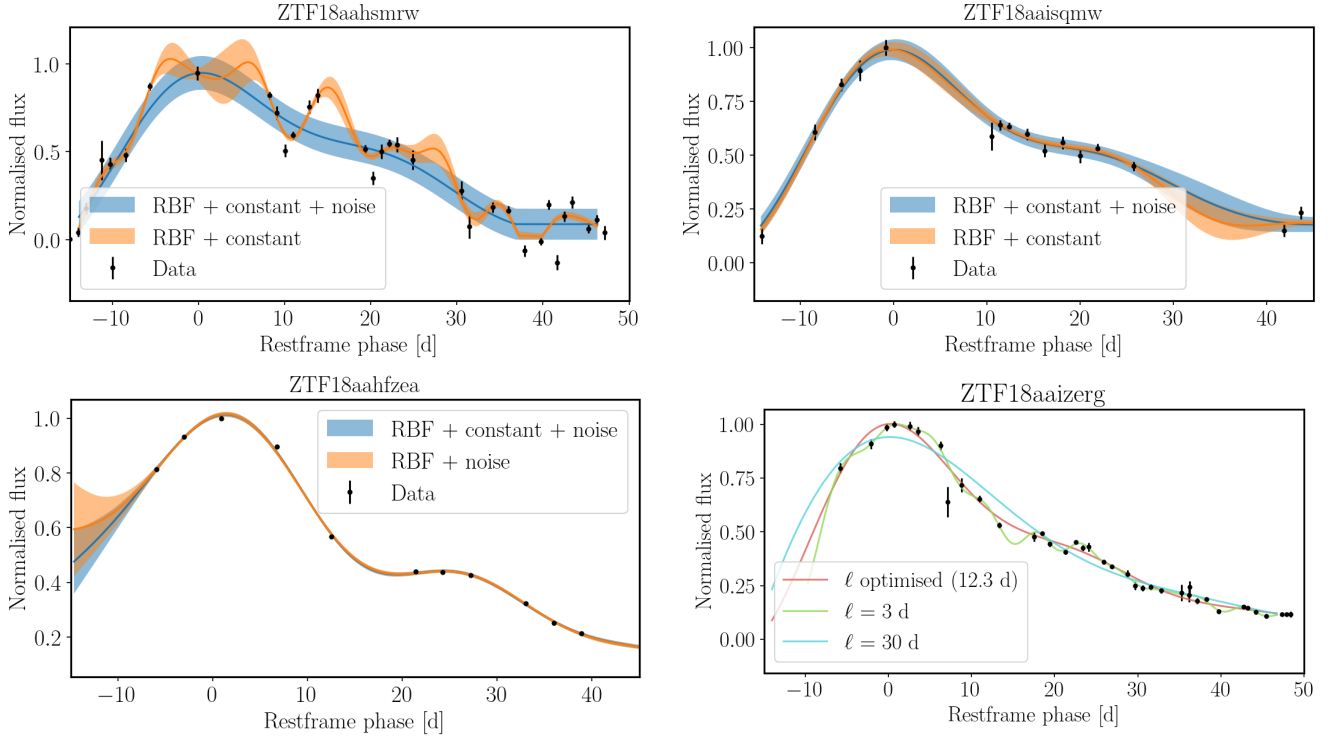 ZTF18aahsmrw
Normalised flux
1.0
0.5
0.0
RBF + constant + noise
RBF + constant
Data
−10 0 10 20 30 40 50
Restframe phase [d]
ZTF18aaisqmw
Normalised flux
1.00
0.75
0.50
0.25
0.00
RBF + constant + noise
RBF + constant
Data
−10 0 10 20 30 40
Restframe phase [d]
ZTF18aahfzea
Normalised flux
1.0
0.8
0.6
0.4
0.2
RBF + constant + noise
RBF + noise
Data
−10 0 10 20 30 40
Restframe phase [d]
ZTF18aaizerg
Normalised flux
1.00
0.75
0.50
0.25
0.00
ℓ optimised (12.3 d)
ℓ = 3 d
ℓ = 30 d
−10 0 10 20 30 40 50
Restframe phase [d]